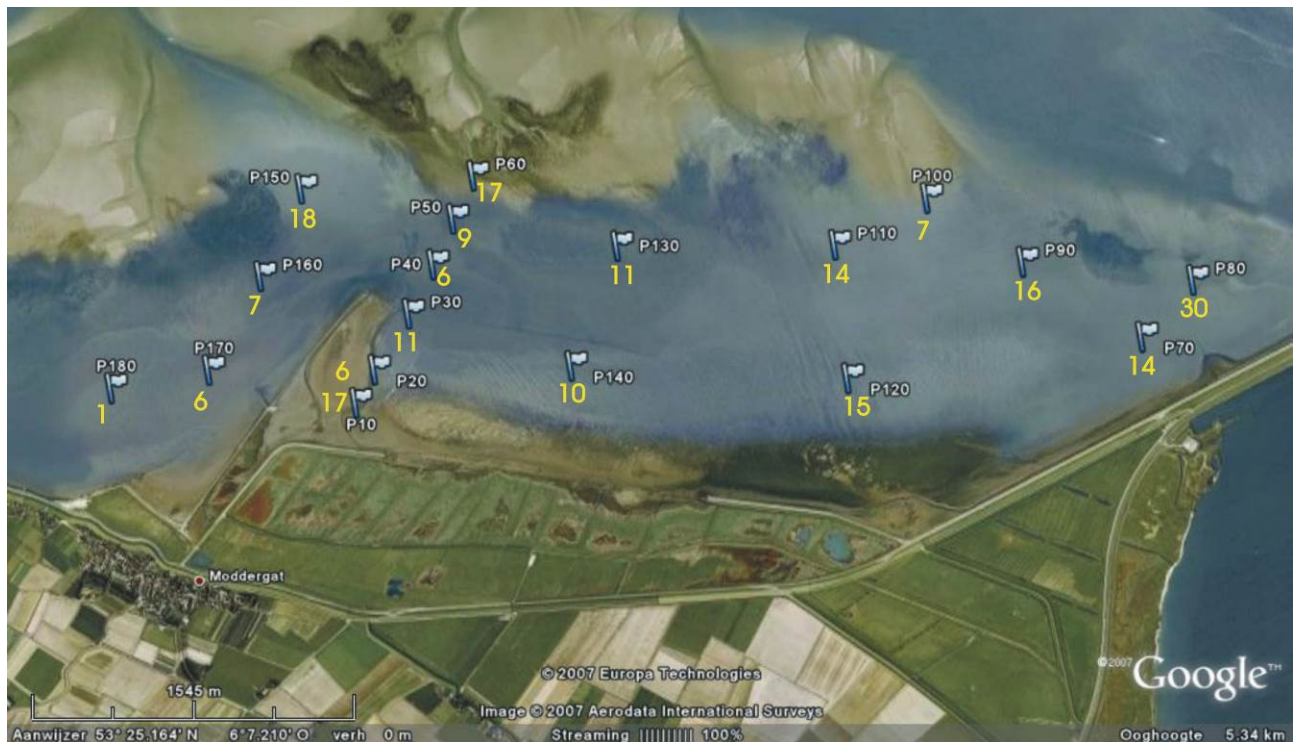 P60
17
P150
18
P100
7
P50
9
P130
11
P110
14
P40
6
P90
16
P160
7
P80
30
P30
11
P70
14
P170
6
P180
1
6
P20
17
P10
P140
10
P120
15
Moddergat
©2007 Google™
© 2007 Europa Technologies
1545 m
Image © 2007 Aerodata International Surveys
Aanwijzer 53° 25.164' N 6° 7.210' O verh 0 m Streaming ||||||||| 100% Ooghoogte 5.34 km